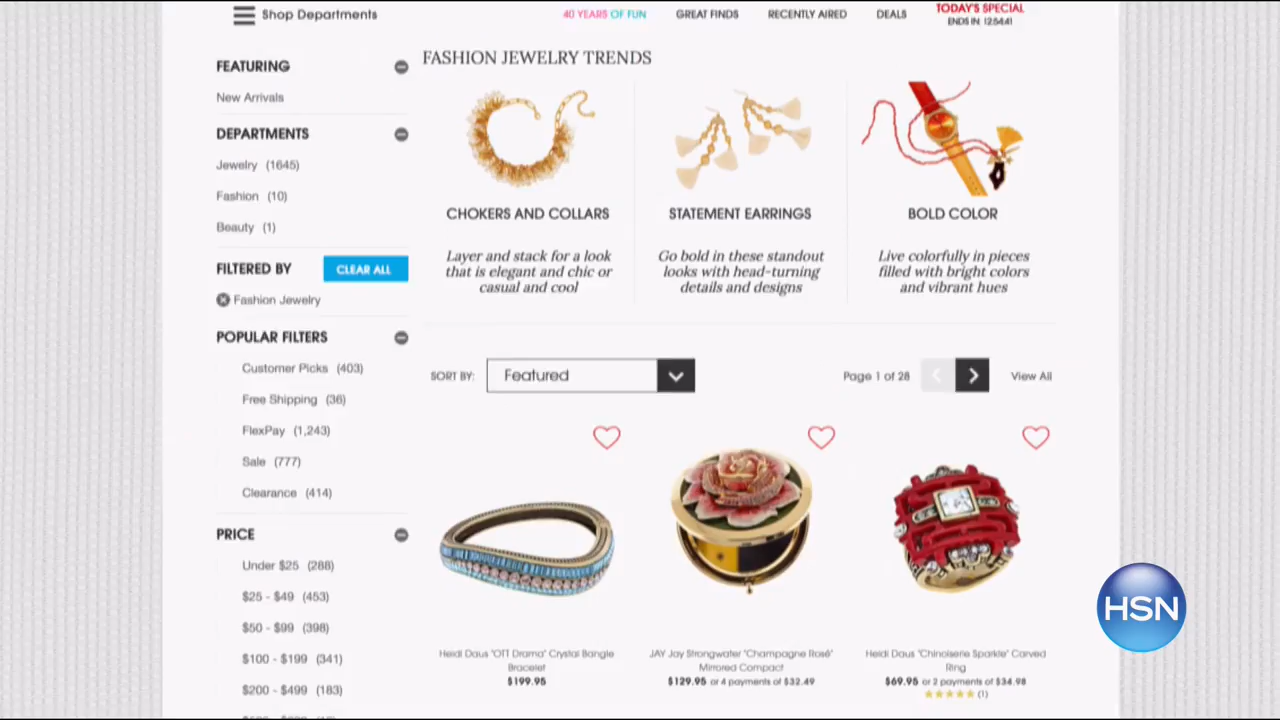 Shop Departments
40 YEARS OF FUN
GREAT FINDS
RECENTLY AIRED
DEALS
TODAY'S SPECIAL
ENDS IN: 12:54:41
FEATURING
New Arrivals
DEPARTMENTS
Jewelry (1645)
Fashion (10)
Beauty (1)
FILTERED BY
CLEAR ALL
Fashion Jewelry
POPULAR FILTERS
Customer Picks (403)
Free Shipping (36)
FlexPay (1,243)
Sale (777)
Clearance (414)
PRICE
Under $25 (288)
$25 - $49 (453)
$50 - $99 (398)
$100 - $199 (341)
$200 - $499 (183)
FASHION JEWELRY TRENDS
CHOKERS AND COLLARS
Layer and stack for a look
that is elegant and chic or
casual and cool
STATEMENT EARRINGS
Go bold in these standout
looks with head-turning
details and designs
BOLD COLOR
Live colorfully in pieces
filled with bright colors
and vibrant hues
SORT BY:
Featured
Page 1 of 28
View All
Heidi Daus "OTT Drama" Crystal Bangle
Bracelet
$199.95
JAY Jay Strongwater "Champagne Rosé"
Mirrored Compact
$129.95 or 4 payments of $32.49
Heidi Daus "Chinoiserie Sparkle" Carved
Ring
$69.95 or 2 payments of $34.98
(1)
HSN